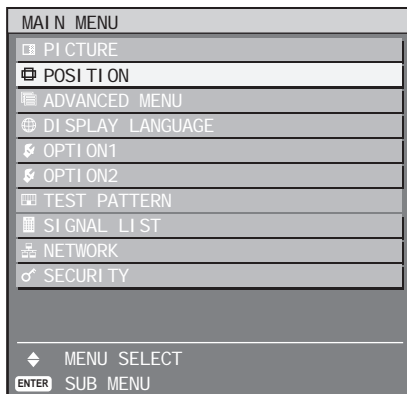 MAIN MENU
PICTURE
POSITION
ADVANCED MENU
DISPLAY LANGUAGE
OPTION1
OPTION2
TEST PATTERN
SIGNAL LIST
NETWORK
SECURITY
MENU SELECT
ENTER SUB MENU